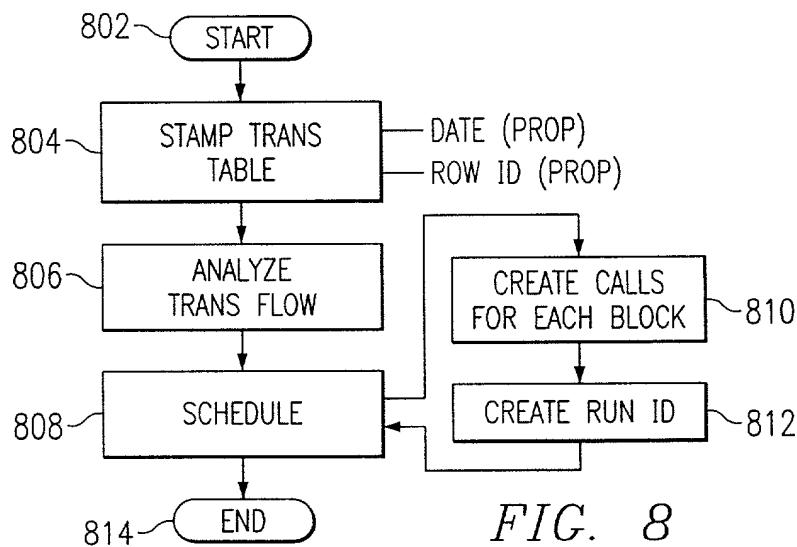 802
START
804
STAMP TRANS
TABLE
DATE (PROP)
ROW ID (PROP)
806
ANALYZE
TRANS FLOW
CREATE CALLS
FOR EACH BLOCK
810
808
SCHEDULE
CREATE RUN ID
812
814
END
FIG. 8